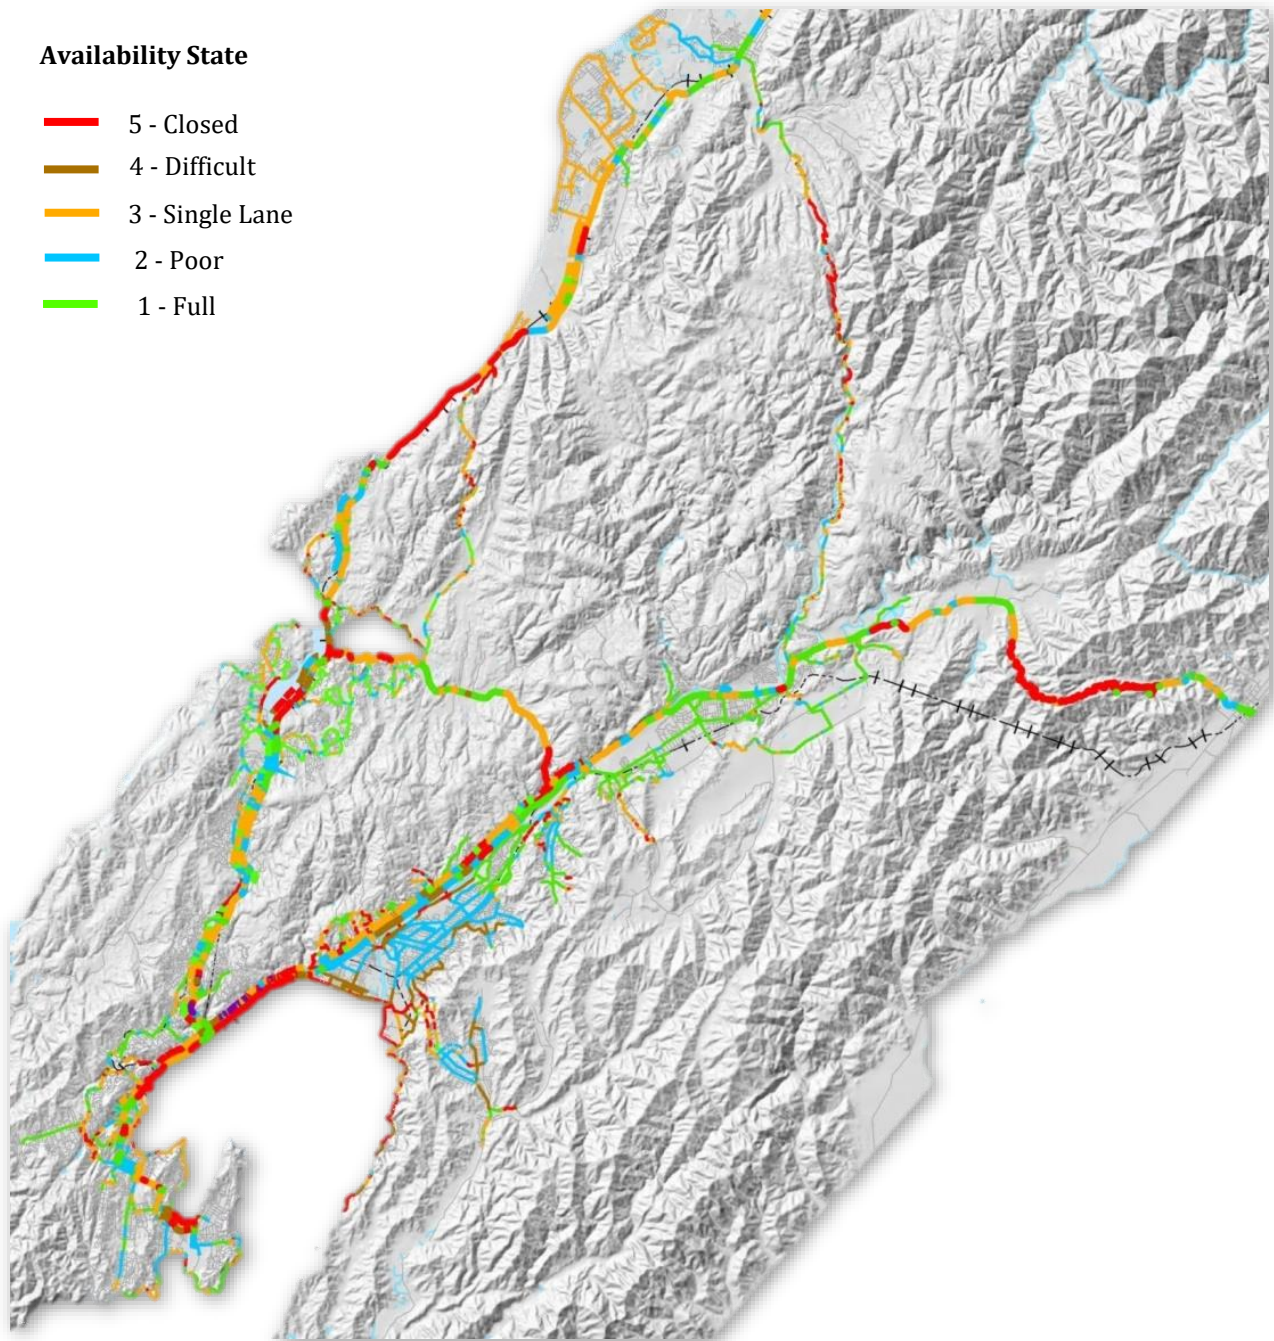 Availability State
5 - Closed
4 - Difficult
3 - Single Lane
2 - Poor
1 - Full